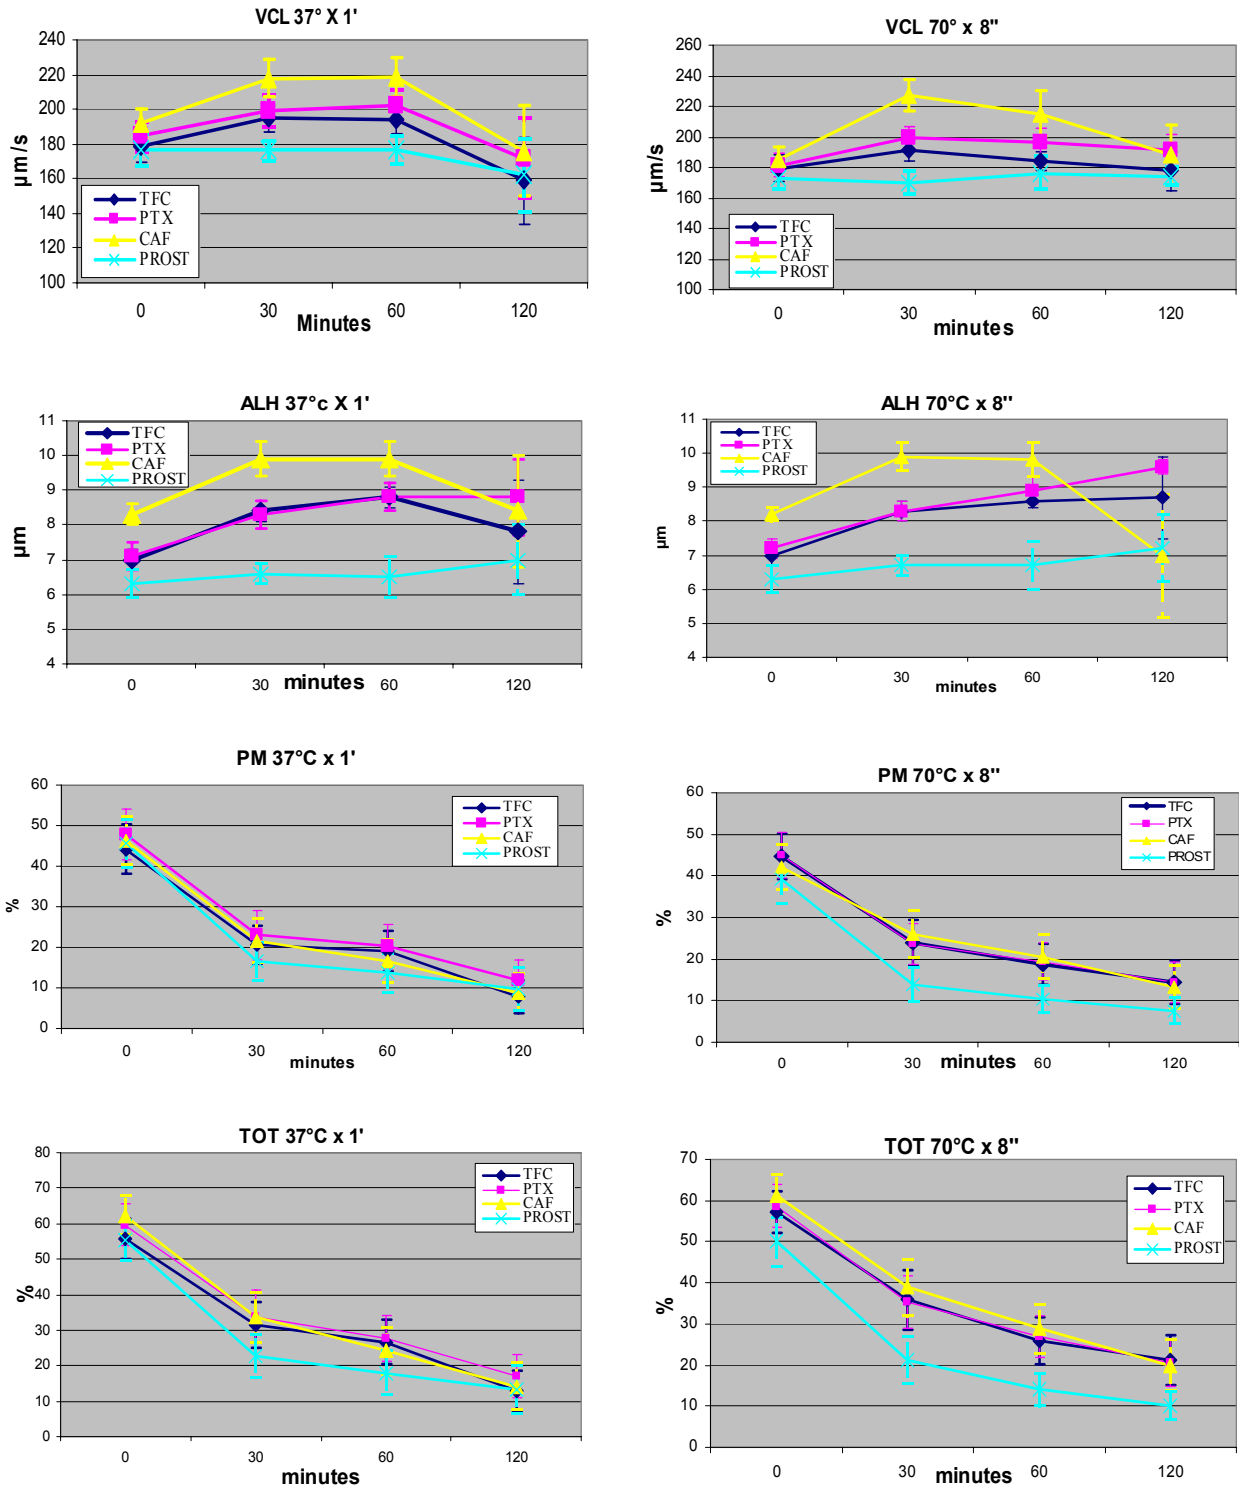 VCL 37° X 1'
240
220
200
180
160
140
120
100
µm/s
TFC
PTX
CAF
PROST
0 30 60 120
Minutes
VCL 70° x 8"
260
240
220
200
180
160
140
120
100
µm/s
TFC
PTX
CAF
PROST
0 30 60 120
minutes
ALH 37°c X 1'
11
10
9
8
7
6
5
4
µm
TFC
PTX
CAF
PROST
0 30 60 120
minutes
ALH 70°C x 8"
11
10
9
8
7
6
5
4
µm
TFC
PTX
CAF
PROST
0 30 60 120
minutes
PM 37°C x 1'
60
50
40
30
20
10
0
%
TFC
PTX
CAF
PROST
0 30 60 120
minutes
PM 70°C x 8"
60
50
40
30
20
10
0
%
TFC
PTX
CAF
PROST
0 30 60 120
minutes
TOT 37°C x 1'
80
70
60
50
40
30
20
10
0
%
TFC
PTX
CAF
PROST
0 30 60 120
minutes
TOT 70°C x 8"
70
60
50
40
30
20
10
0
%
TFC
PTX
CAF
PROST
0 30 60 120
minutes